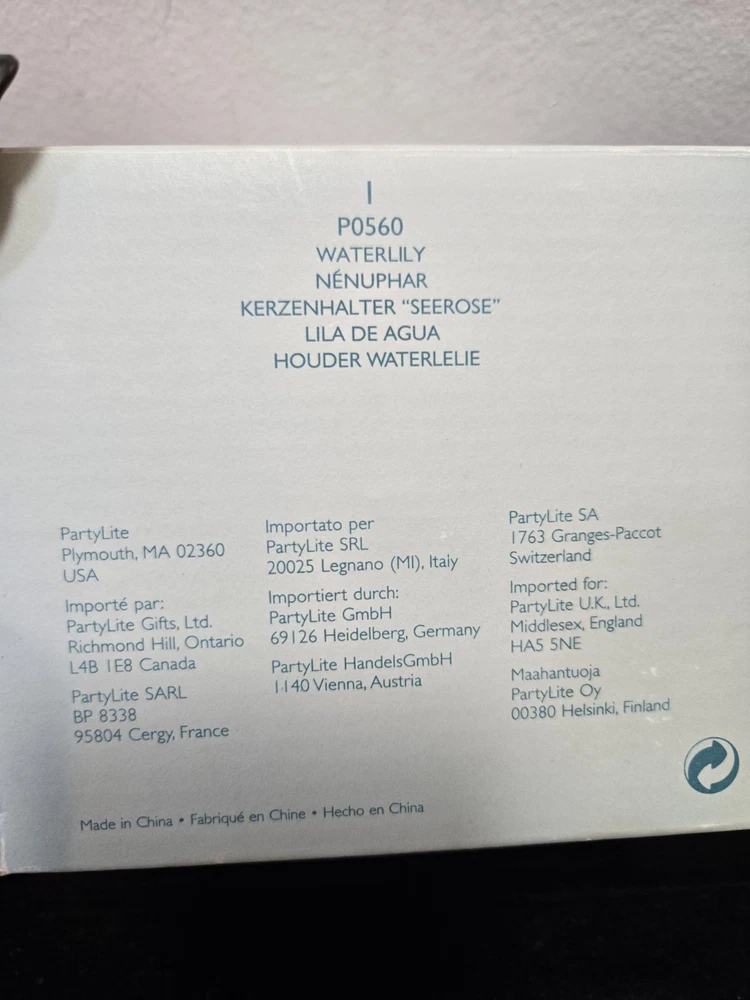 1
P0560
WATERLILY
NÉNUPHAR
KERZENHALTER “SEEROSE”
LILA DE AGUA
HOUDER WATERLELIE
PartyLite
Plymouth, MA 02360
USA
Importé par:
PartyLite Gifts, Ltd.
Richmond Hill, Ontario
L4B 1E8 Canada
PartyLite SARL
BP 8338
95804 Cergy, France
Importato per
PartyLite SRL
20025 Legnano (MI), Italy
Importiert durch:
PartyLite GmbH
69126 Heidelberg, Germany
PartyLite HandelsGmbH
1140 Vienna, Austria
PartyLite SA
1763 Granges-Paccot
Switzerland
Imported for:
PartyLite U.K., Ltd.
Middlesex, England
HA5 5NE
Maahantuoja
PartyLite Oy
00380 Helsinki, Finland
Made in China • Fabriqué en Chine • Hecho en China